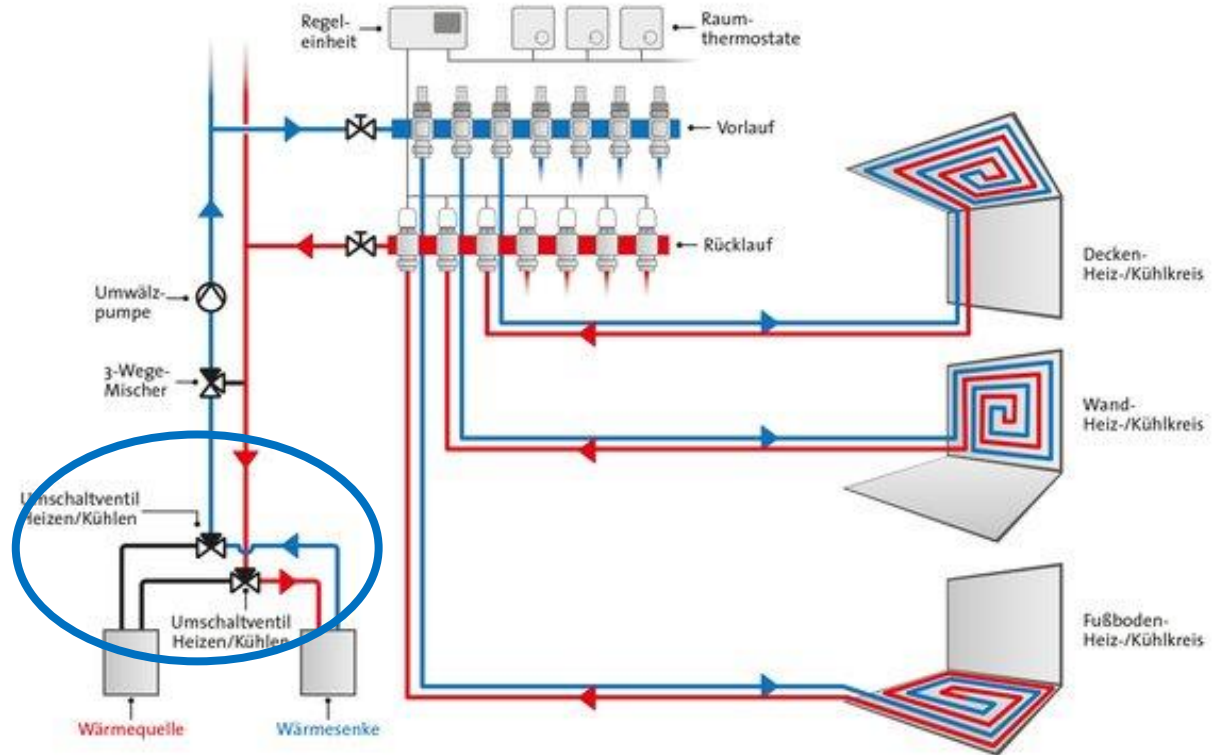 Regel-
einheit
Raum-
thermostate
Vorlauf
Rücklauf
Decken-
Heiz-/Kühlkreis
Umwälz-
pumpe
3-Wege-
Mischer
Wand-
Heiz-/Kühlkreis
Umschaltventil
Heizen/Kühlen
Umschaltventil
Heizen/Kühlen
Fußboden-
Heiz-/Kühlkreis
Wärmequelle
Wärmesenke